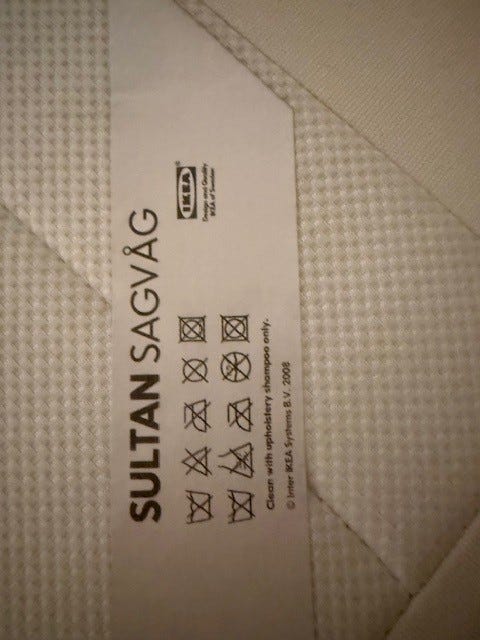 SULTAN SAGVÅG
IKEA®
Design and Quality
IKEA of Sweden
Clean with upholstery shampoo only.
© Inter IKEA Systems B.V. 2008